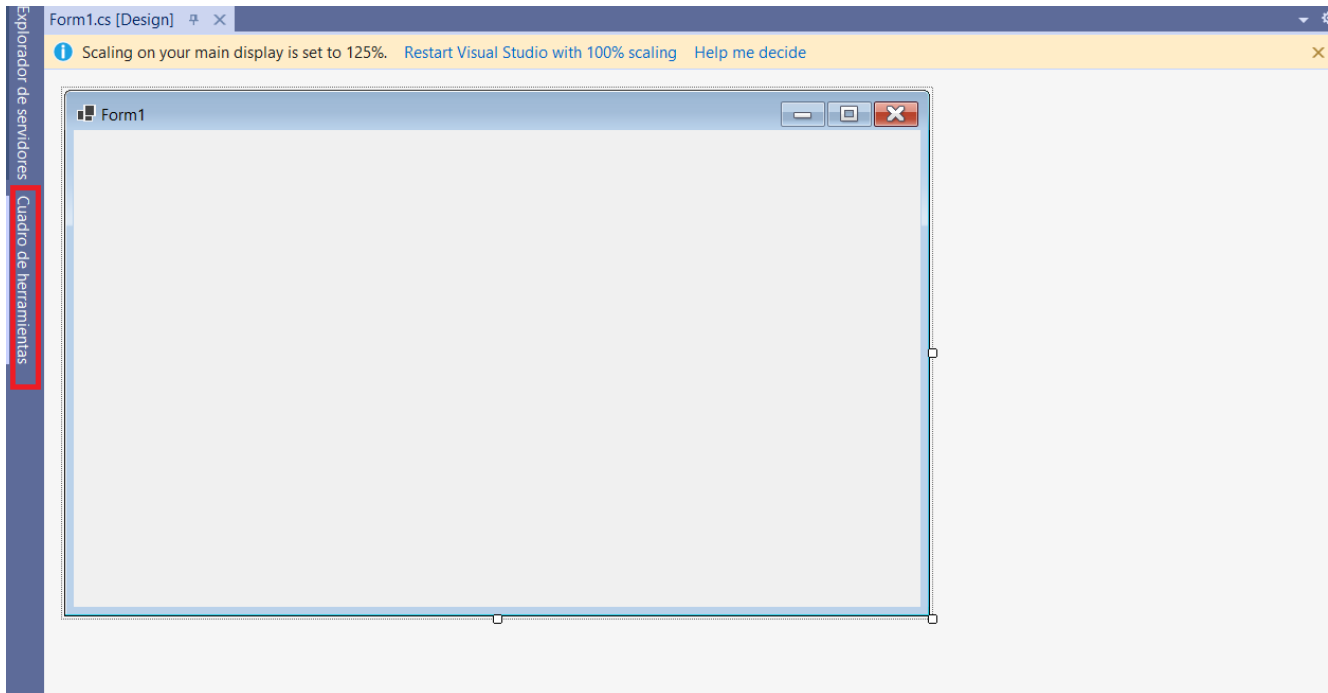 Form1.cs [Design]
Scaling on your main display is set to 125%. Restart Visual Studio with 100% scaling Help me decide
Explorador de servidores
Cuadro de herramientas
Form1